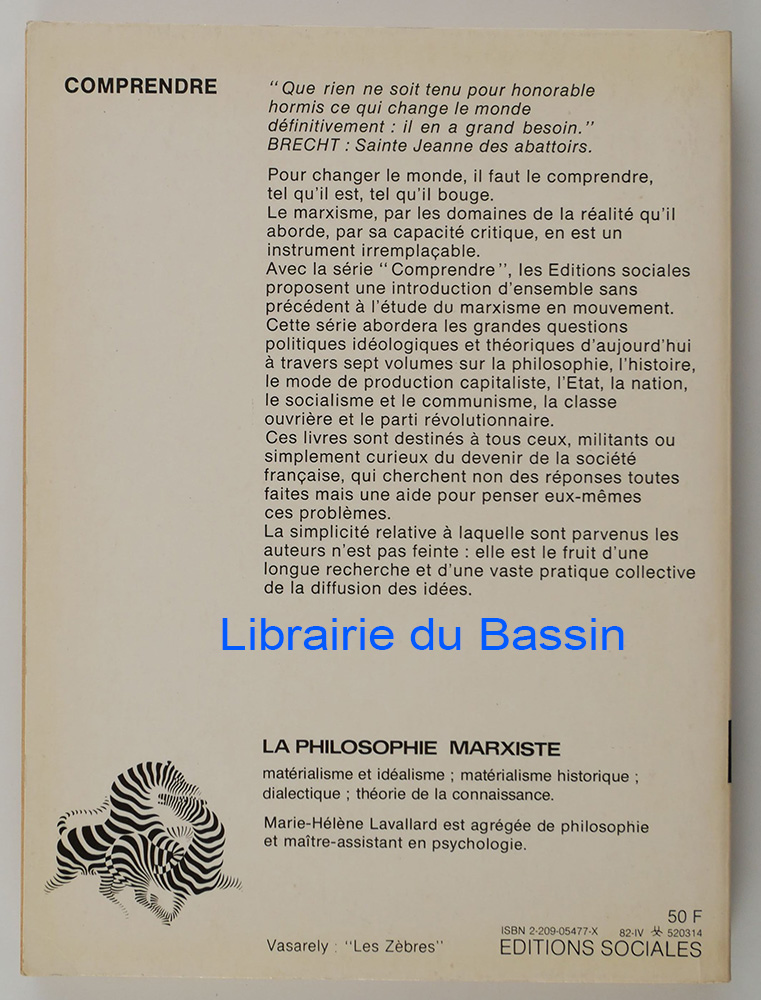 COMPRENDRE
"Que rien ne soit tenu pour honorable
hormis ce qui change le monde
définitivement : il en a grand besoin."
BRECHT : Sainte Jeanne des abattoirs.
Pour changer le monde, il faut le comprendre,
tel qu'il est, tel qu'il bouge.
Le marxisme, par les domaines de la réalité qu'il
aborde, par sa capacité critique, en est un
instrument irremplaçable.
Avec la série "Comprendre", les Editions sociales
proposent une introduction d'ensemble sans
précédent à l'étude du marxisme en mouvement.
Cette série abordera les grandes questions
politiques idéologiques et théoriques d'aujourd'hui
à travers sept volumes sur la philosophie, l'histoire,
le mode de production capitaliste, l'Etat, la nation,
le socialisme et le communisme, la classe
ouvrière et le parti révolutionnaire.
Ces livres sont destinés à tous ceux, militants ou
simplement curieux du devenir de la société
française, qui cherchent non des réponses toutes
faites mais une aide pour penser eux-mêmes
ces problèmes.
La simplicité relative à laquelle sont parvenus les
auteurs n'est pas feinte : elle est le fruit d'une
longue recherche et d'une vaste pratique collective
de la diffusion des idées.
Librairie du Bassin
LA PHILOSOPHIE MARXISTE
matérialisme et idéalisme ; matérialisme historique ;
dialectique ; théorie de la connaissance.
Marie-Hélène Lavallard est agrégée de philosophie
et maître-assistant en psychologie.
50 F
ISBN 2-209-05477-X 82-IV 520314
Vasarely : "Les Zèbres"
EDITIONS SOCIALES